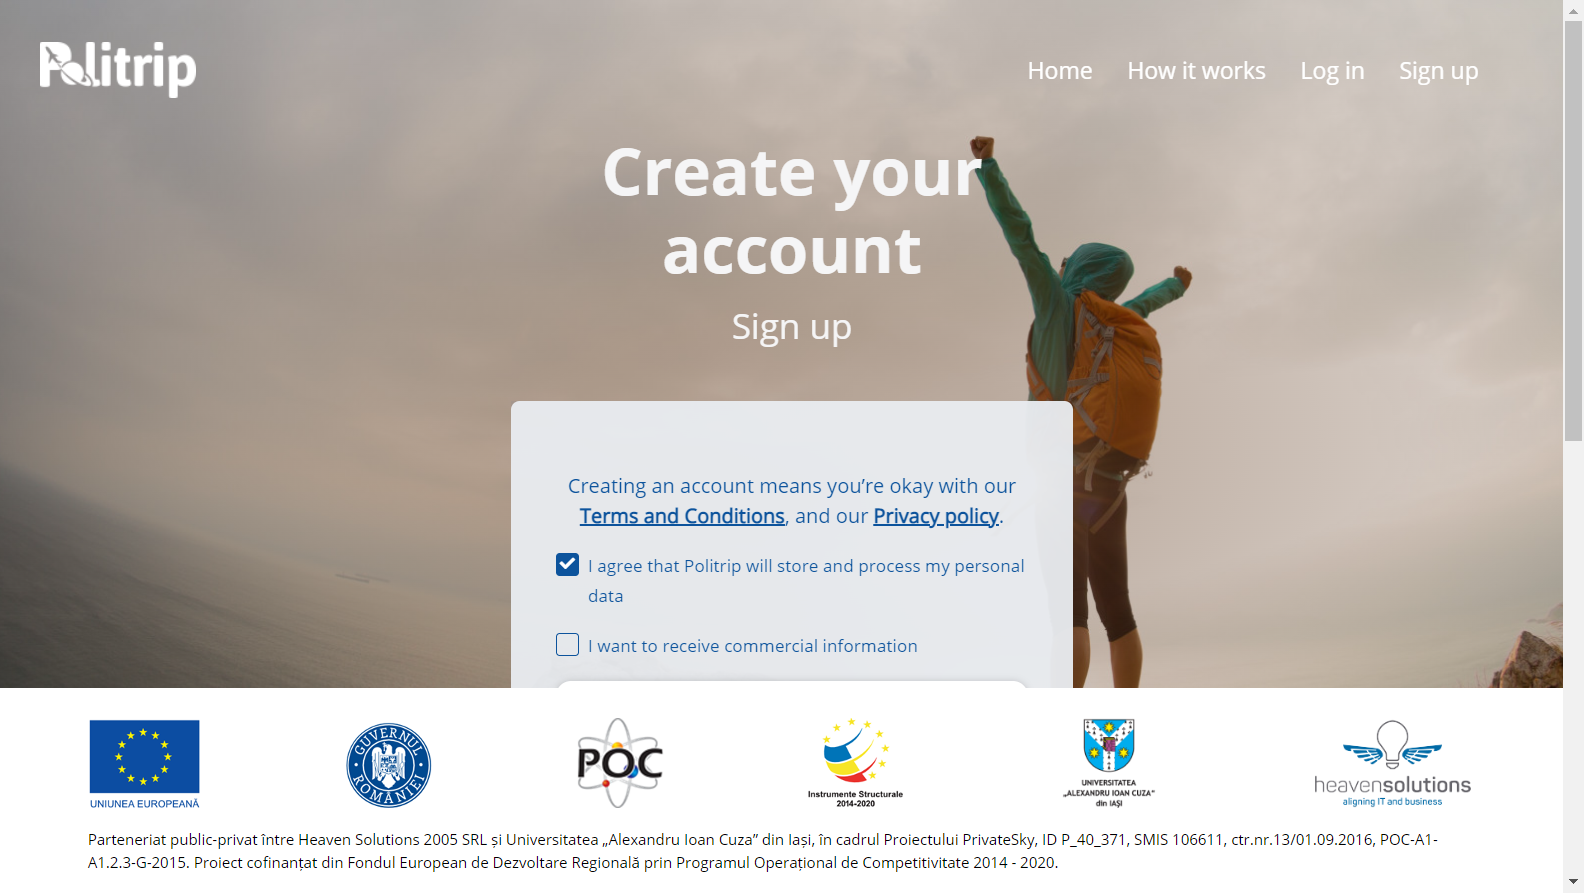 Politrip
Home How it works Log in Sign up
Create your
account
Sign up
Creating an account means you’re okay with our
Terms and Conditions, and our Privacy policy.
I agree that Politrip will store and process my personal
data
I want to receive commercial information
UNIUNEA EUROPEANĂ
GUVERNUL ROMÂNIEI
POC
Instrumente Structurale
2014-2020
UNIVERSITATEA
„ALEXANDRU IOAN CUZA”
din IAȘI
heavensolutions
aligning IT and business
Parteneriat public-privat între Heaven Solutions 2005 SRL și Universitatea „Alexandru Ioan Cuza” din Iași, în cadrul Proiectului PrivateSky, ID P_40_371, SMIS 106611, ctr.nr.13/01.09.2016, POC-A1-
A1.2.3-G-2015. Proiect cofinanțat din Fondul European de Dezvoltare Regională prin Programul Operațional de Competitivitate 2014 - 2020.